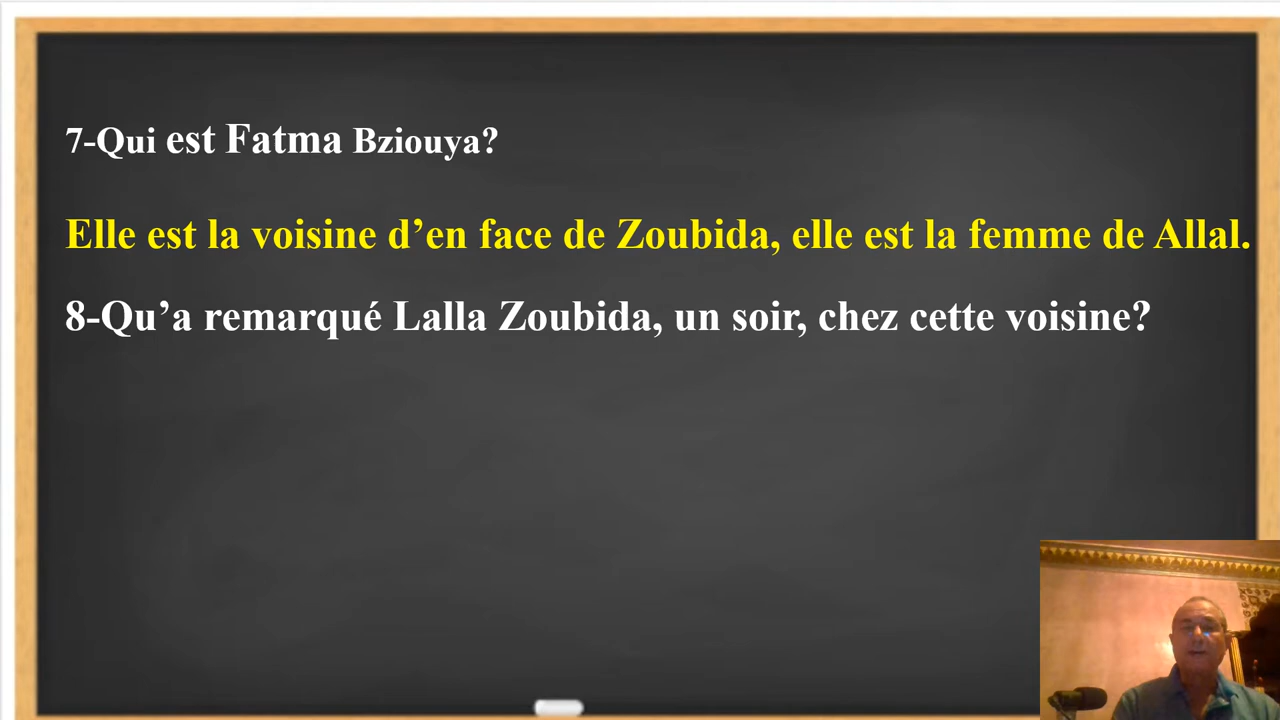 7-Qui est Fatma Bziouya?
Elle est la voisine d’en face de Zoubida, elle est la femme de Allal.
8-Qu’a remarqué Lalla Zoubida, un soir, chez cette voisine?